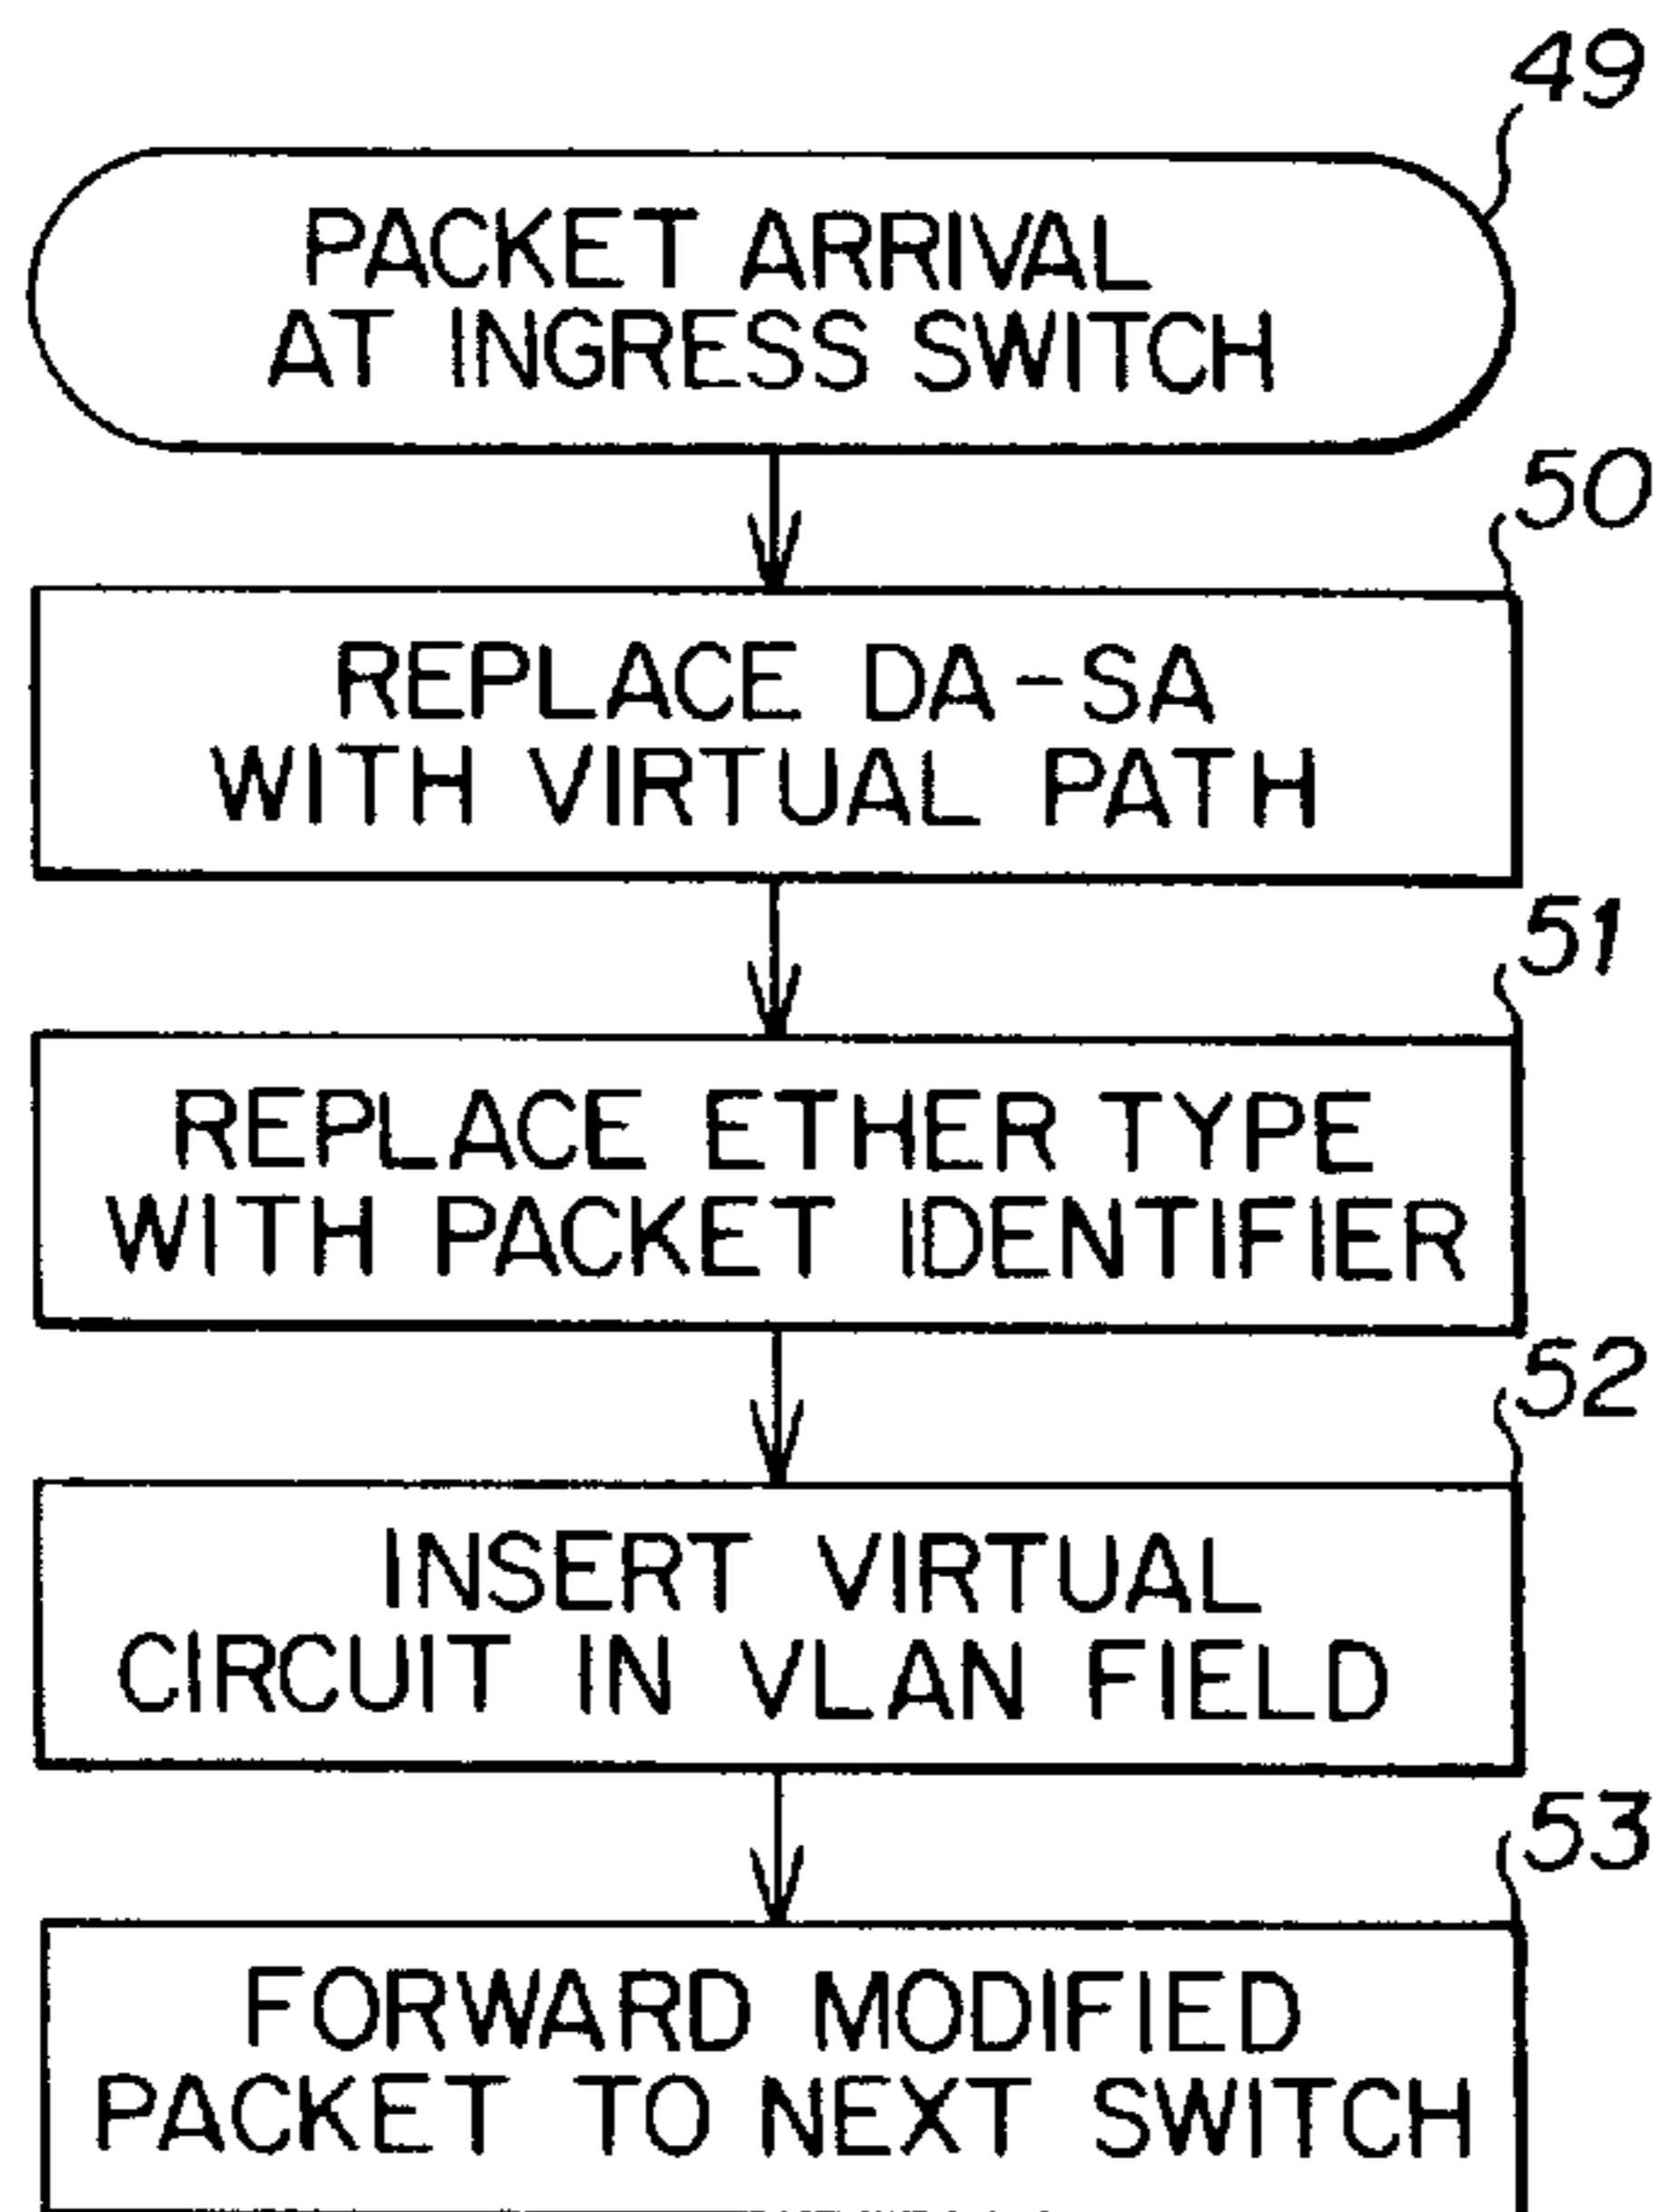 49
PACKET ARRIVAL
AT INGRESS SWITCH
50
REPLACE DA-SA
WITH VIRTUAL PATH
51
REPLACE ETHER TYPE
WITH PACKET IDENTIFIER
52
INSERT VIRTUAL
CIRCUIT IN VLAN FIELD
53
FORWARD MODIFIED
PACKET TO NEXT SWITCH